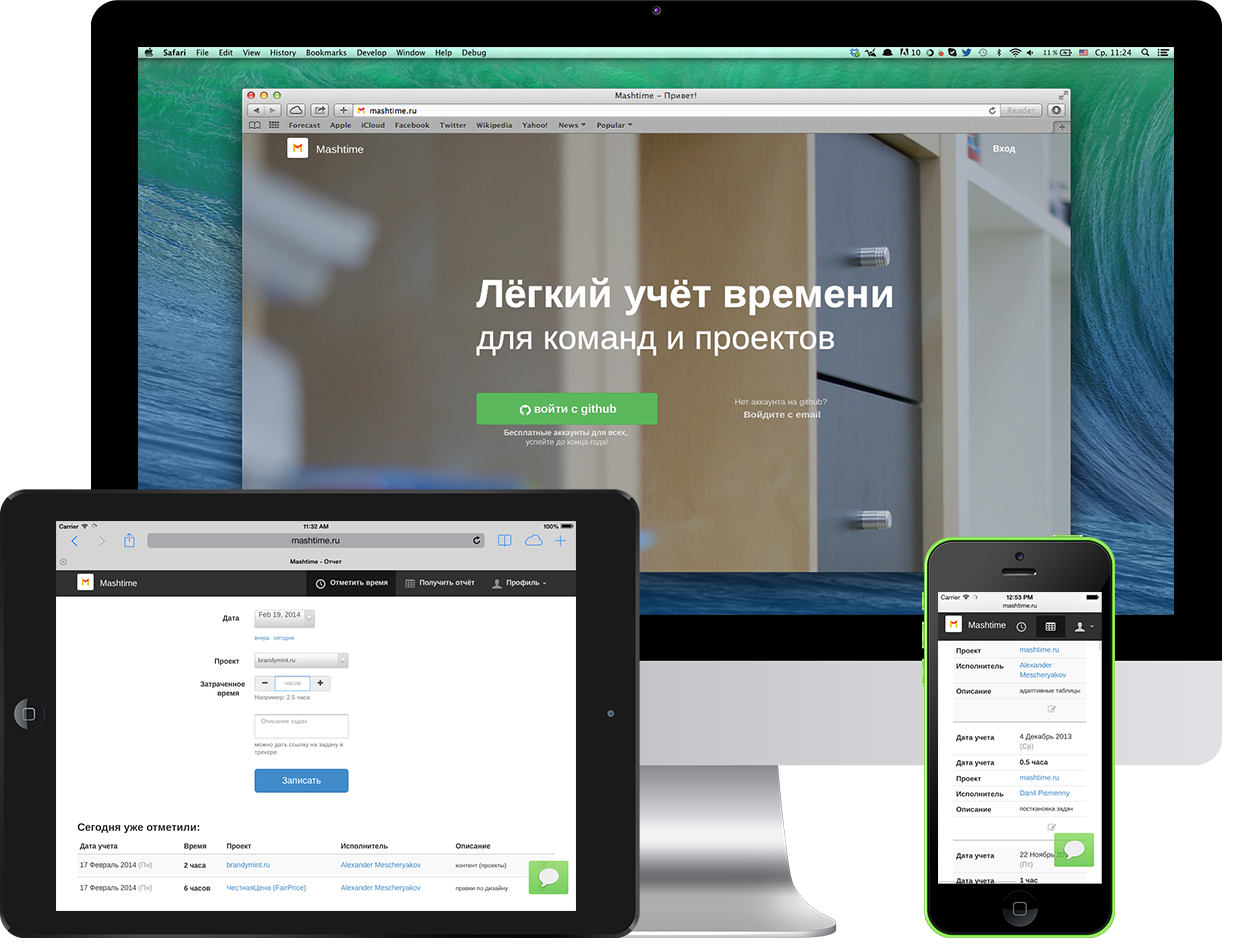 Safari File Edit View History Bookmarks Develop Window Help Debug
10
11% Ср, 11:24
Mashtime – Привет!
mashtime.ru
Reader
Forecast Apple iCloud Facebook Twitter Wikipedia Yahoo! News Popular
Mashtime
Вход
Лёгкий учёт времени
для команд и проектов
войти с github
Бесплатные аккаунты для всех,
успейте до конца года!
Нет аккаунта на github?
Войдите с email
Carrier 11:32 AM 100%
mashtime.ru
Mashtime - Отчет
Mashtime Отметить время Получить отчёт Профиль
Дата Feb 19, 2014
вчера сегодня
Проект brandymint.ru
Затраченное время − часов +
Например: 2.5 часа
Описание задач
можно дать ссылку на задачу в
трекере
Записать
Сегодня уже отметили:
Дата учета Время Проект Исполнитель Описание
17 Февраль 2014 (Пн) 2 часа brandymint.ru Alexander Mescheryakov контент (проекты)
17 Февраль 2014 (Пн) 6 часов ЧестнаяЦена (FairPrice) Alexander Mescheryakov правки по дизайну
Carrier 12:53 PM
mashtime.ru
Mashtime
Проект mashtime.ru
Исполнитель Alexander
Mescheryakov
Описание адаптивные таблицы
Дата учета 4 Декабрь 2013
(Ср)
Дата учета 0.5 часа
Проект mashtime.ru
Исполнитель Danil Pismenny
Описание постакановка задач
Дата учета 22 Ноябрь
(Пт)
Дата учета 1 час